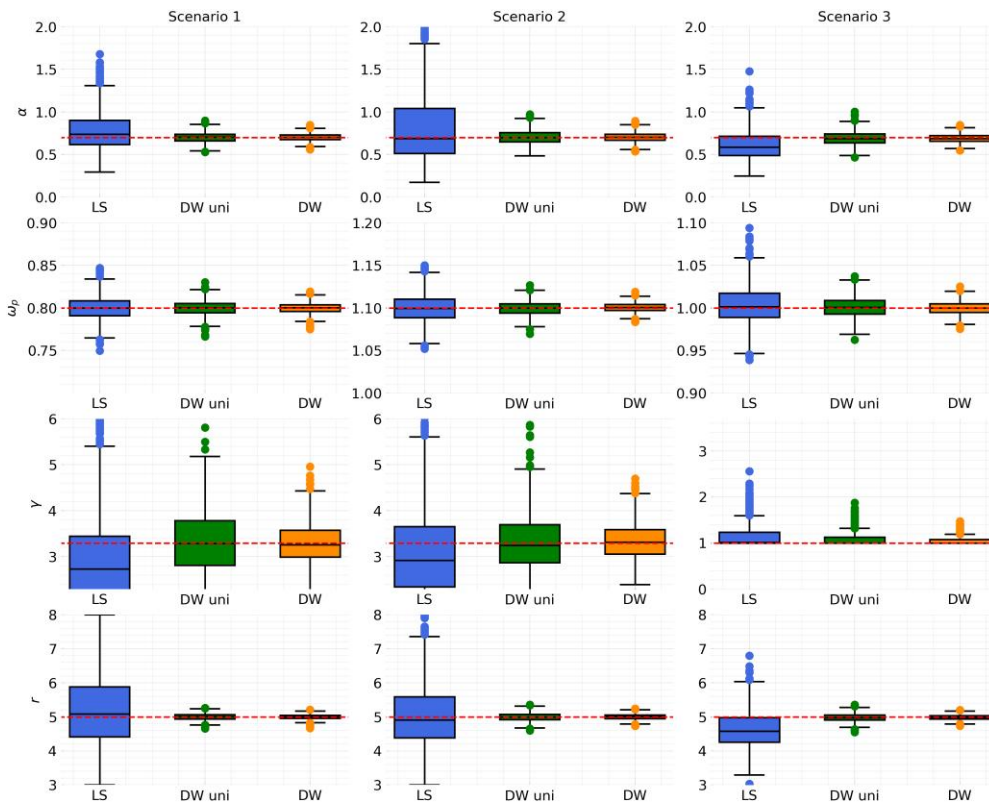 Scenario 1 Scenario 2 Scenario 3
2.0 2.0 2.0
1.5 1.5 1.5
α 1.0 1.0 1.0
0.5 0.5 0.5
0.0 0.0 0.0
LS DW uni DW LS DW uni DW LS DW uni DW
0.90 1.20 1.10
0.85 1.15 1.05
ωp 0.80 1.10 1.00
0.75 1.05 0.95
1.00 0.90
LS DW uni DW LS DW uni DW LS DW uni DW
6 6
5 5 3
γ 4 4 2
3 3 1
0
LS DW uni DW LS DW uni DW LS DW uni DW
8 8 8
7 7 7
6 6 6
r 5 5 5
4 4 4
3 3 3
LS DW uni DW LS DW uni DW LS DW uni DW